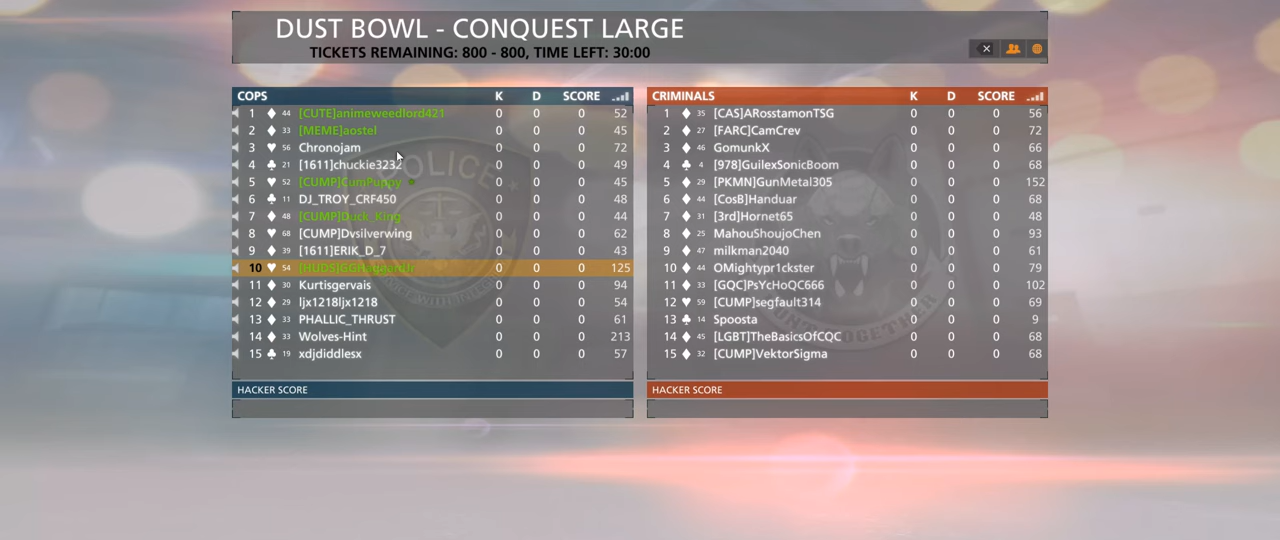 DUST BOWL - CONQUEST LARGE
TICKETS REMAINING: 800 - 800, TIME LEFT: 30:00
COPS K D SCORE
1 44 [CUTE]animeweedlord421 0 0 0 52
2 33 [MEME]aostel 0 0 0 45
3 56 Chronojam 0 0 0 72
4 21 [1611]chuckie3232 0 0 0 49
5 52 [CUMP]CumPuppy 0 0 0 45
6 11 DJ_TROY_CRF450 0 0 0 48
7 48 [CUMP]Duck_King 0 0 0 44
8 68 [CUMP]Dvsilverwing 0 0 0 62
9 39 [1611]ERIK_D_7 0 0 0 43
10 54 0 0 0 125
11 30 Kurtisgervais 0 0 0 94
12 29 ljx1218ljx1218 0 0 0 54
13 33 PHALLIC_THRUST 0 0 0 61
14 33 Wolves-Hint 0 0 0 213
15 19 xdjdiddlesx 0 0 0 57
HACKER SCORE
POLICE
CRIMINALS K D SCORE
1 35 [CAS]ARosstamonTSG 0 0 0 56
2 27 [FARC]CamCrev 0 0 0 72
3 46 GomunkX 0 0 0 66
4 4 [978]GuilexSonicBoom 0 0 0 68
5 29 [PKMN]GunMetal305 0 0 0 152
6 44 [CosB]Handuar 0 0 0 68
7 31 [3rd]Hornet65 0 0 0 48
8 25 MahouShoujoChen 0 0 0 93
9 47 milkman2040 0 0 0 61
10 44 OMightypr1ckster 0 0 0 79
11 33 [GQC]PsYcHoQC666 0 0 0 102
12 59 [CUMP]segfault314 0 0 0 69
13 14 Spoosta 0 0 0 9
14 45 [LGBT]TheBasicsOfCQC 0 0 0 68
15 32 [CUMP]VektorSigma 0 0 0 68
HACKER SCORE